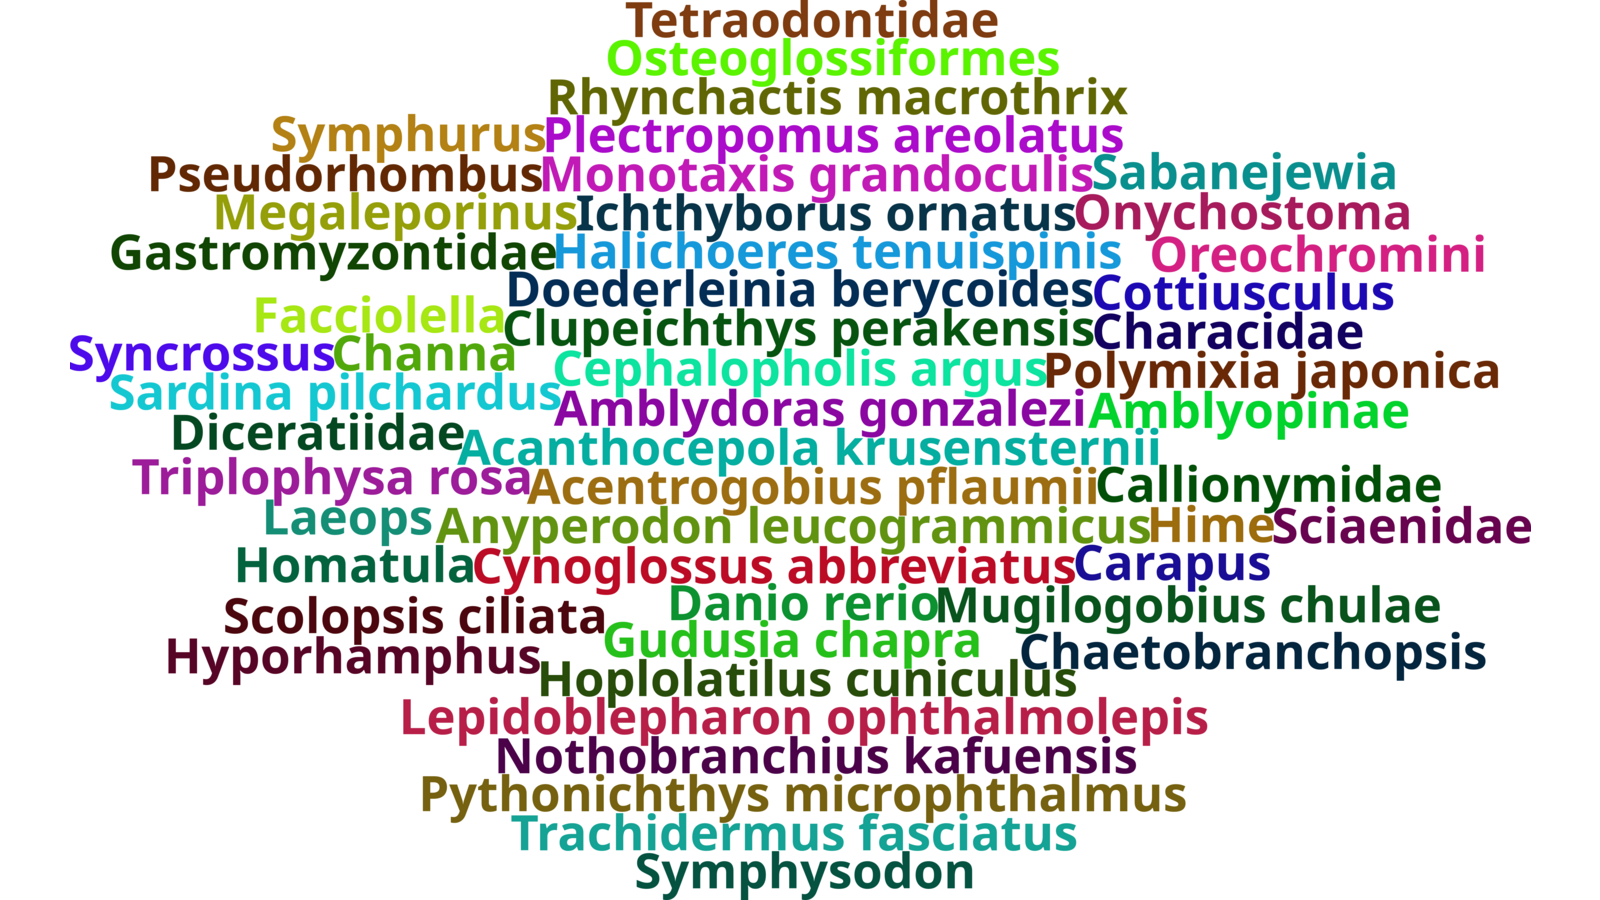 Tetraodontidae
Osteoglossiformes
Rhynchactis macrothrix
Symphurus Plectropomus areolatus
Pseudorhombus Monotaxis grandoculis Sabanejewia
Megaleporinus Ichthyborus ornatus Onychostoma
Gastromyzontidae Halichoeres tenuispinis Oreochromini
Doederleinia berycoides Cottiusculus
Facciolella Clupeichthys perakensis Characidae
Syncrossus Channa Cephalopholis argus Polymixia japonica
Sardina pilchardus Amblydoras gonzalezi Amblyopinae
Diceratiidae Acanthocepola krusensternii
Triplophysa rosa Acentrogobius pflaumii Callionymidae
Laeops Anyperodon leucogrammicus Hime Sciaenidae
Homatula Cynoglossus abbreviatus Carapus
Scolopsis ciliata Danio rerio Mugilogobius chulae
Hyporhamphus Gudusia chapra Chaetobranchopsis
Hoplolatilus cuniculus
Lepidoblepharon ophthalmolepis
Nothobranchius kafuensis
Pythonichthys microphthalmus
Trachidermus fasciatus
Symphysodon